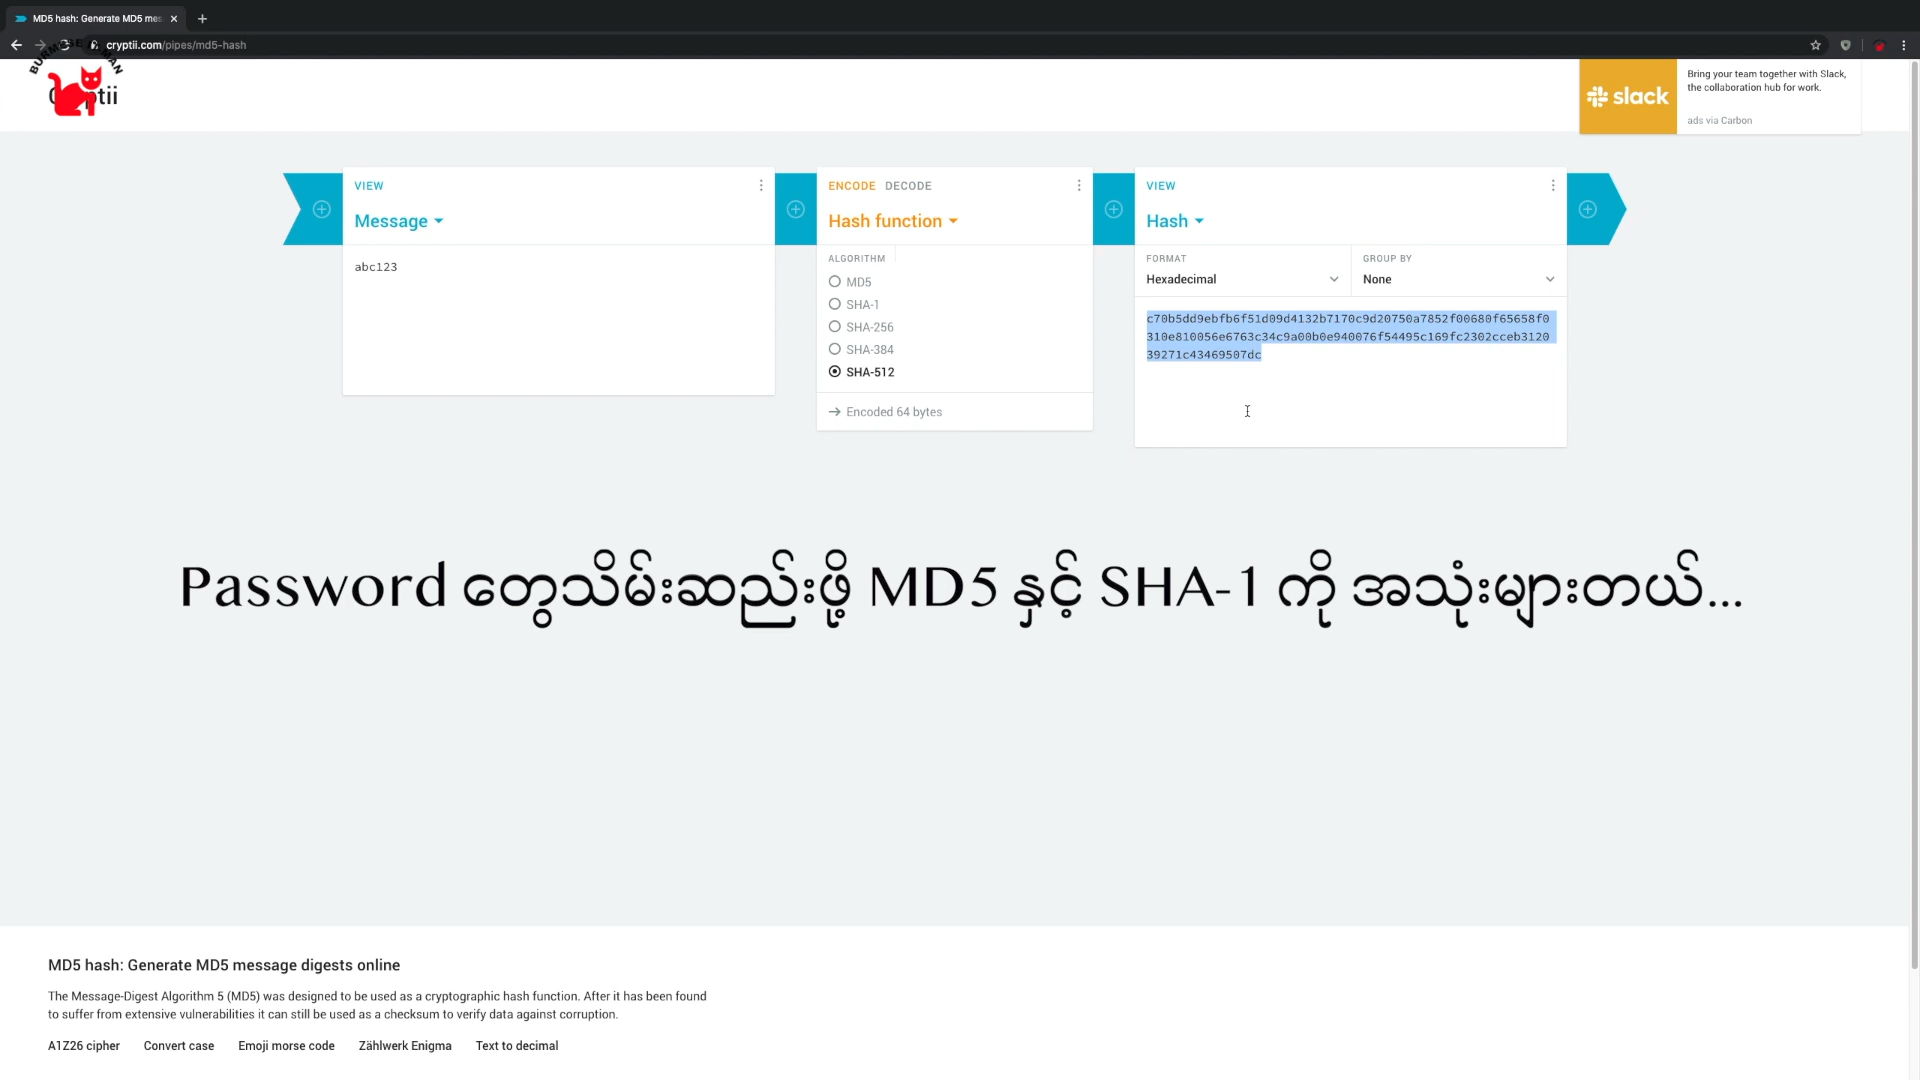 MD5 hash: Generate MD5 mes
cryptii.com/pipes/md5-hash
BURMESE
MAN
tii
slack
Bring your team together with Slack,
the collaboration hub for work.
ads via Carbon
VIEW
Message
abc123
ENCODE DECODE
Hash function
ALGORITHM
MD5
SHA-1
SHA-256
SHA-384
SHA-512
Encoded 64 bytes
VIEW
Hash
FORMAT
Hexadecimal
GROUP BY
None
c70b5dd9ebfb6f51d09d4132b7170c9d20750a7852f00680f65658f0
310e810056e6763c34c9a00b0e940076f54495c169fc2302cceb3120
39271c43469507dc
Password တွေသိမ်းဆည်းဖို့ MD5 နှင့် SHA-1 ကို အသုံးများတယ်...
MD5 hash: Generate MD5 message digests online
The Message-Digest Algorithm 5 (MD5) was designed to be used as a cryptographic hash function. After it has been found
to suffer from extensive vulnerabilities it can still be used as a checksum to verify data against corruption.
A1Z26 cipher Convert case Emoji morse code Zählwerk Enigma Text to decimal